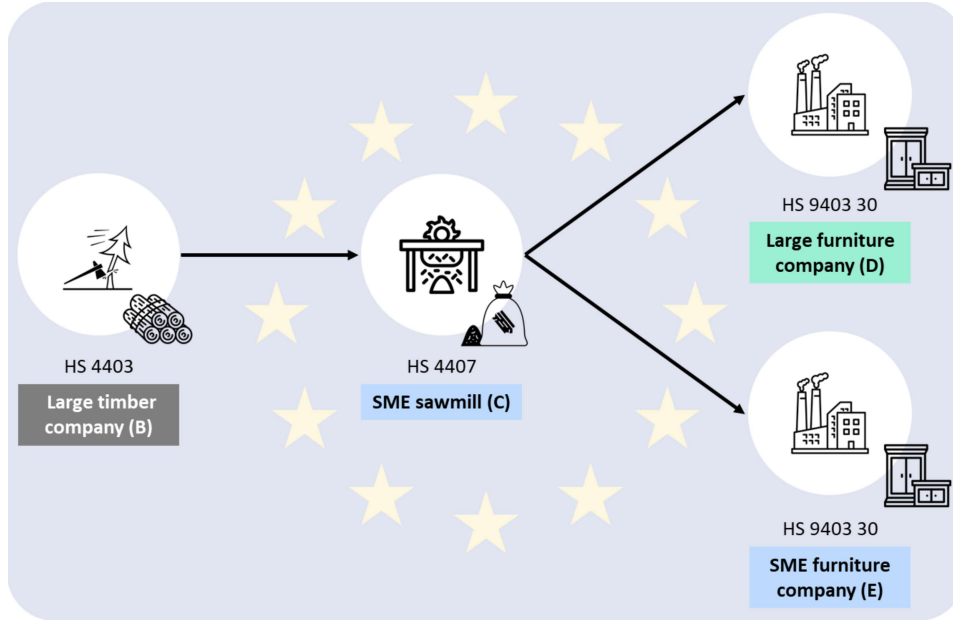 HS 4403
Large timber
company (B)
HS 4407
SME sawmill (C)
HS 9403 30
Large furniture
company (D)
HS 9403 30
SME furniture
company (E)